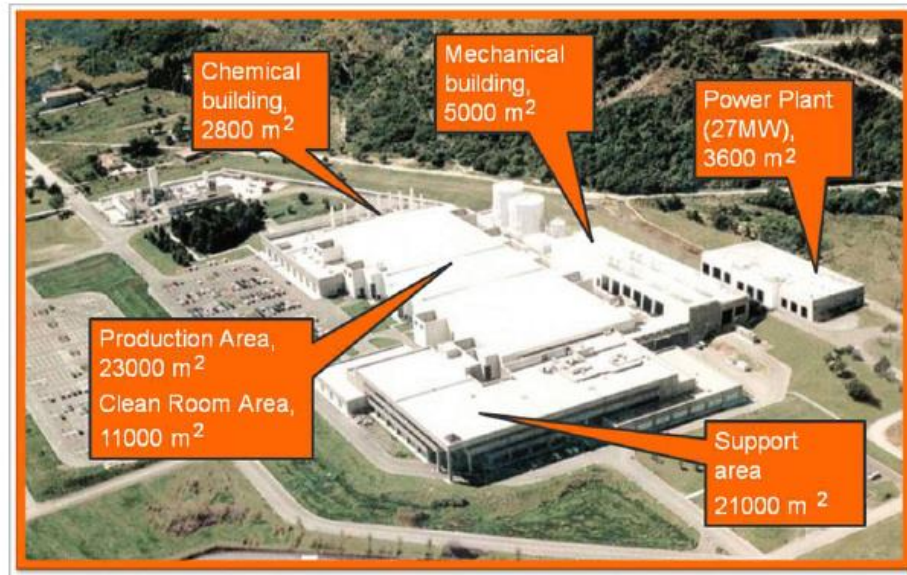 Chemical
building,
2800 m²
Mechanical
building,
5000 m²
Power Plant
(27MW),
3600 m²
Production Area,
23000 m²
Clean Room Area,
11000 m²
Support
area
21000 m ²